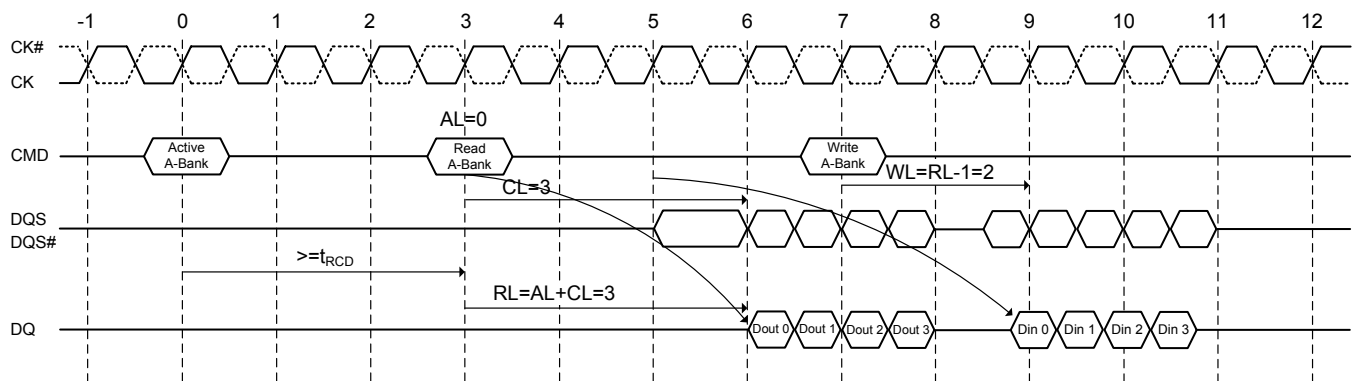 -1 0 1 2 3 4 5 6 7 8 9 10 11 12
CK#
CK
AL=0
CMD Active A-Bank Read A-Bank Write A-Bank
CL=3 WL=RL-1=2
DQS
DQS#
>=tRCD
RL=AL+CL=3
DQ Dout 0 Dout 1 Dout 2 Dout 3 Din 0 Din 1 Din 2 Din 3